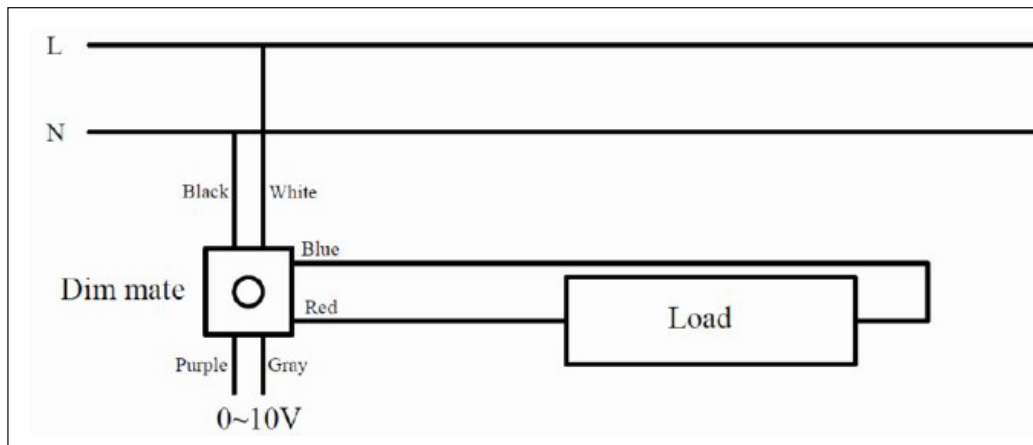 L
N
Black White
Blue
Dim mate
Red
Load
Purple Gray
0~10V